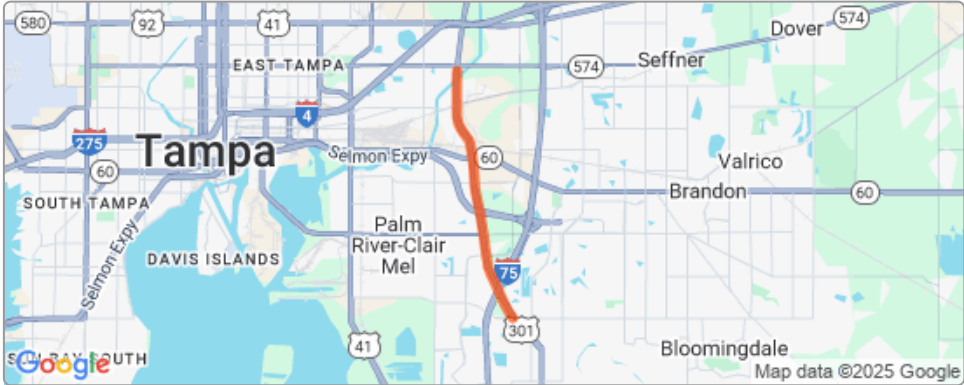 580
92
41
574
Dover
EAST TAMPA
574
Seffner
4
275
Tampa
Selmon Expy
60
60
Valrico
Brandon
60
SOUTH TAMPA
Palm
River-Clair
Mel
Selmon Expy
DAVIS ISLANDS
75
301
41
Bloomingdale
SOUTH
Google
Map data ©2025 Google